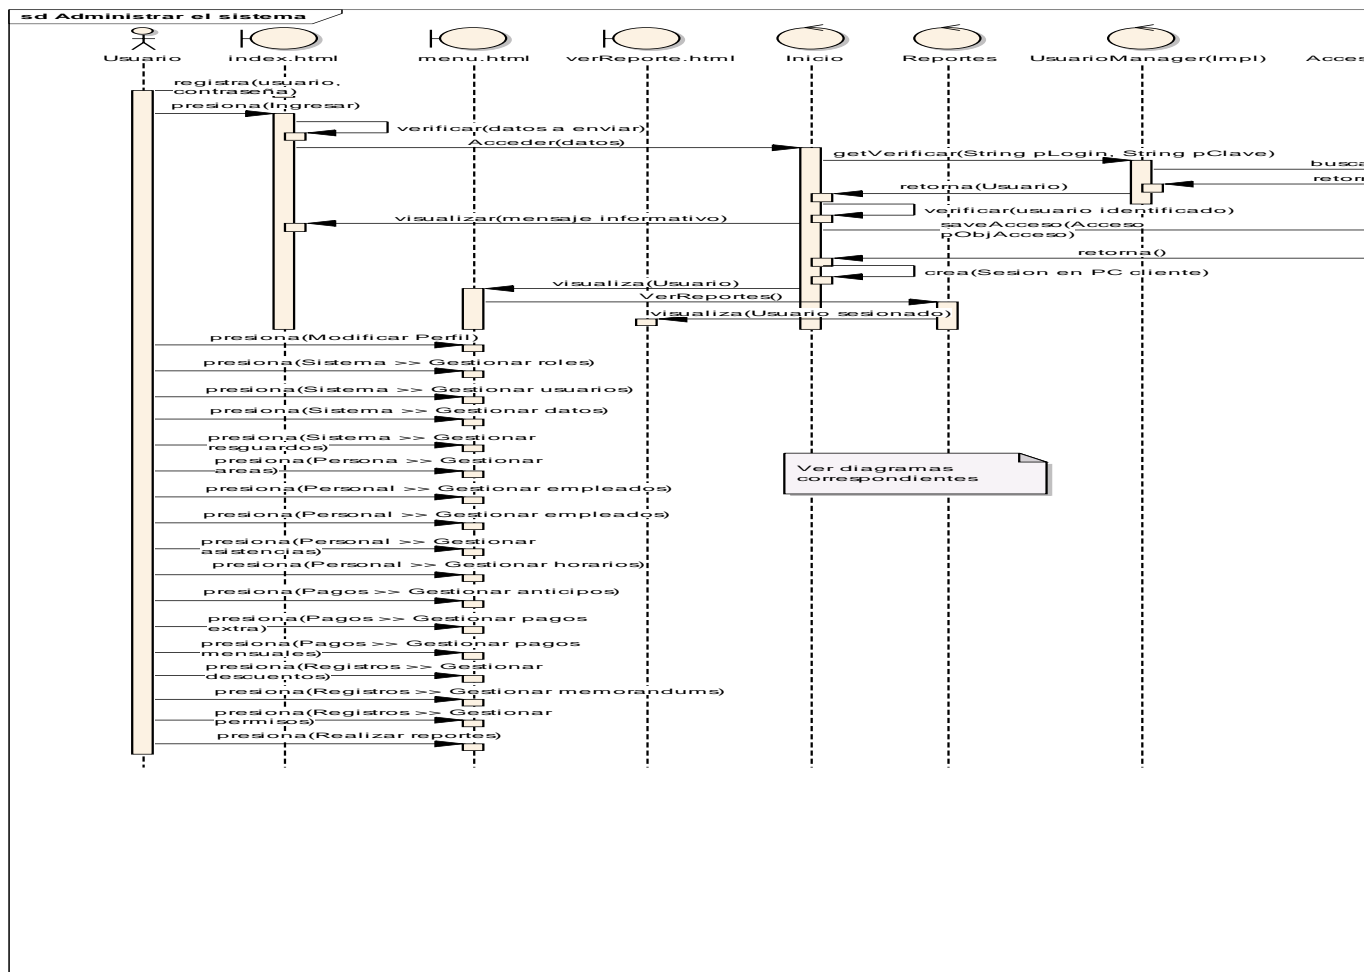 sd Administrar el sistema
Usuario
index.html
menu.html
verReporte.html
Inicio
Reportes
UsuarioManager(Impl)
Acces
registra(usuario,
contraseña)
presiona(Ingresar)
verificar(datos a enviar)
Acceder(datos)
getVerificar(String pLogin, String pClave)
busca
retorn
retorna(Usuario)
verificar(usuario identificado)
visualizar(mensaje informativo)
saveAcceso(Acceso
pObjAcceso)
retorna()
crea(Sesion en PC cliente)
visualiza(Usuario)
VerReportes()
visualiza(Usuario sesionado)
presiona(Modificar Perfil)
presiona(Sistema >> Gestionar roles)
presiona(Sistema >> Gestionar usuarios)
presiona(Sistema >> Gestionar datos)
presiona(Sistema >> Gestionar
resguardos)
presiona(Persona >> Gestionar
areas)
Ver diagramas
correspondientes
presiona(Personal >> Gestionar empleados)
presiona(Personal >> Gestionar empleados)
presiona(Personal >> Gestionar
asistencias)
presiona(Personal >> Gestionar horarios)
presiona(Pagos >> Gestionar anticipos)
presiona(Pagos >> Gestionar pagos
extra)
presiona(Pagos >> Gestionar pagos
mensuales)
presiona(Registros >> Gestionar
descuentos)
presiona(Registros >> Gestionar memorandums)
presiona(Registros >> Gestionar
permisos)
presiona(Realizar reportes)